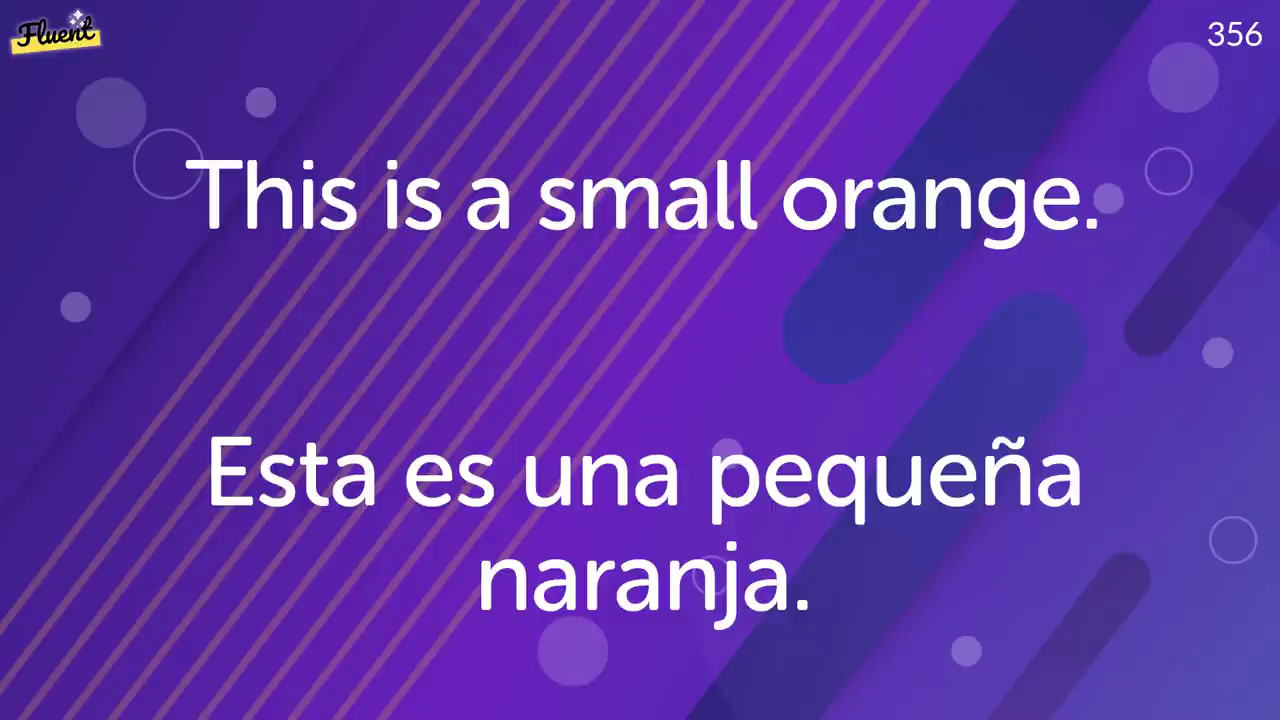 Fluent
356
This is a small orange.
Esta es una pequeña
naranja.